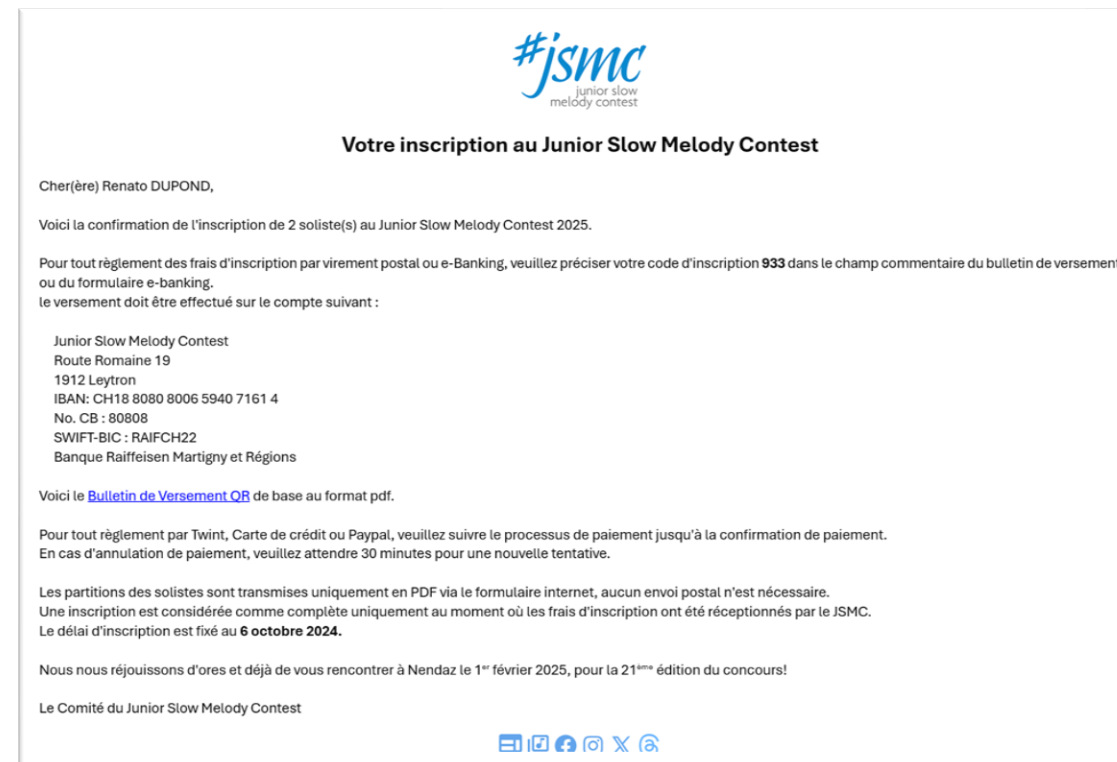 #jsmc
junior slow
melody contest
Votre inscription au Junior Slow Melody Contest
Cher(ère) Renato DUPOND,
Voici la confirmation de l'inscription de 2 soliste(s) au Junior Slow Melody Contest 2025.
Pour tout règlement des frais d'inscription par virement postal ou e-Banking, veuillez préciser votre code d'inscription 933 dans le champ commentaire du bulletin de versement
ou du formulaire e-banking.
le versement doit être effectué sur le compte suivant :
Junior Slow Melody Contest
Route Romaine 19
1912 Leytron
IBAN: CH18 8080 8006 5940 7161 4
No. CB : 80808
SWIFT-BIC : RAIFCH22
Banque Raiffeisen Martigny et Régions
Voici le Bulletin de Versement QR de base au format pdf.
Pour tout règlement par Twint, Carte de crédit ou Paypal, veuillez suivre le processus de paiement jusqu'à la confirmation de paiement.
En cas d'annulation de paiement, veuillez attendre 30 minutes pour une nouvelle tentative.
Les partitions des solistes sont transmises uniquement en PDF via le formulaire internet, aucun envoi postal n'est nécessaire.
Une inscription est considérée comme complète uniquement au moment où les frais d'inscription ont été réceptionnés par le JSMC.
Le délai d'inscription est fixé au 6 octobre 2024.
Nous nous réjouissons d'ores et déjà de vous rencontrer à Nendaz le 1er février 2025, pour la 21ème édition du concours!
Le Comité du Junior Slow Melody Contest